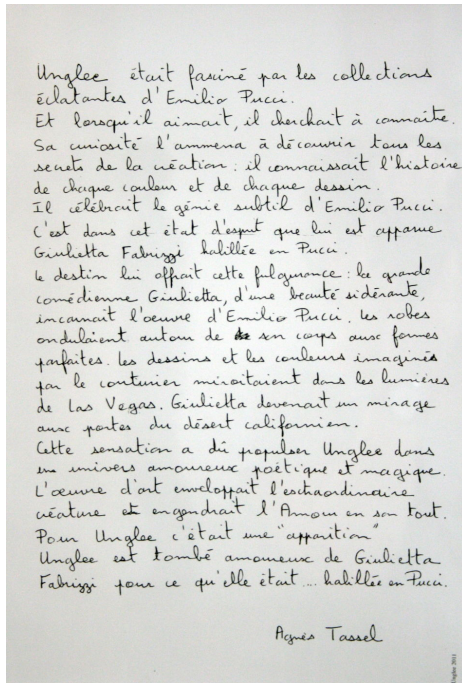 Unglee était fasciné par les collections
éclatantes d'Emilio Pucci.
Et lorsqu'il aimait, il cherchait à connaître.
Sa curiosité l'ammena à découvrir tous les
secrets de la création : il connaissait l'histoire
de chaque couleur et de chaque dessin.
Il célébrait le génie subtil d'Emilio Pucci.
C'est dans cet état d'esprit que lui est apparue
Giulietta Fabrizzi habillée en Pucci.
Le destin lui offrait cette fulgurance : la grande
comédienne Giulietta, d'une beauté sidérante,
incarnait l'oeuvre d'Emilio Pucci. Les robes
ondulaient autour de son corps aux formes
parfaites. Les dessins et les couleurs imaginés
par le couturier miroitaient dans les lumières
de Las Vegas. Giulietta devenait un mirage
aux portes du désert californien.
Cette sensation a dû populser Unglee dans
un univers amoureux poëtique et magique.
L'œuvre d'art enveloppait l'extraordinaire
créature et engendrait l'Amour en son tout.
Pour Unglee c'était une "apparition"
Unglee est tombé amoureux de Giulietta
Fabrizzi pour ce qu'elle était .... habillée en Pucci.
Agnès Tassel
Unglee 2011